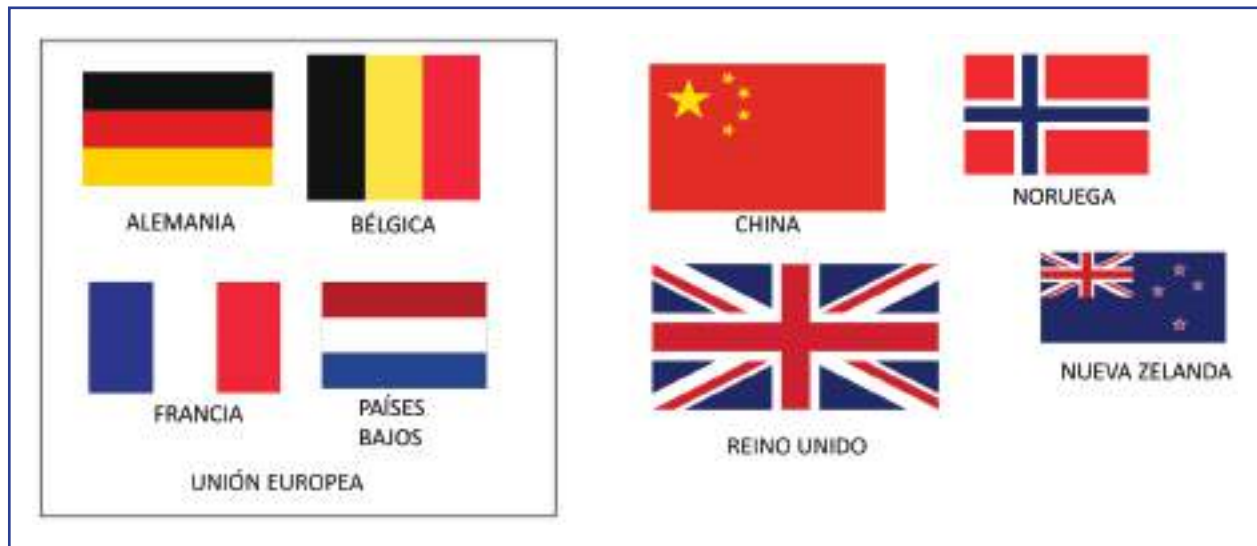 ALEMANIA
BÉLGICA
FRANCIA
PAÍSES
BAJOS
UNIÓN EUROPEA
CHINA
NORUEGA
REINO UNIDO
NUEVA ZELANDA